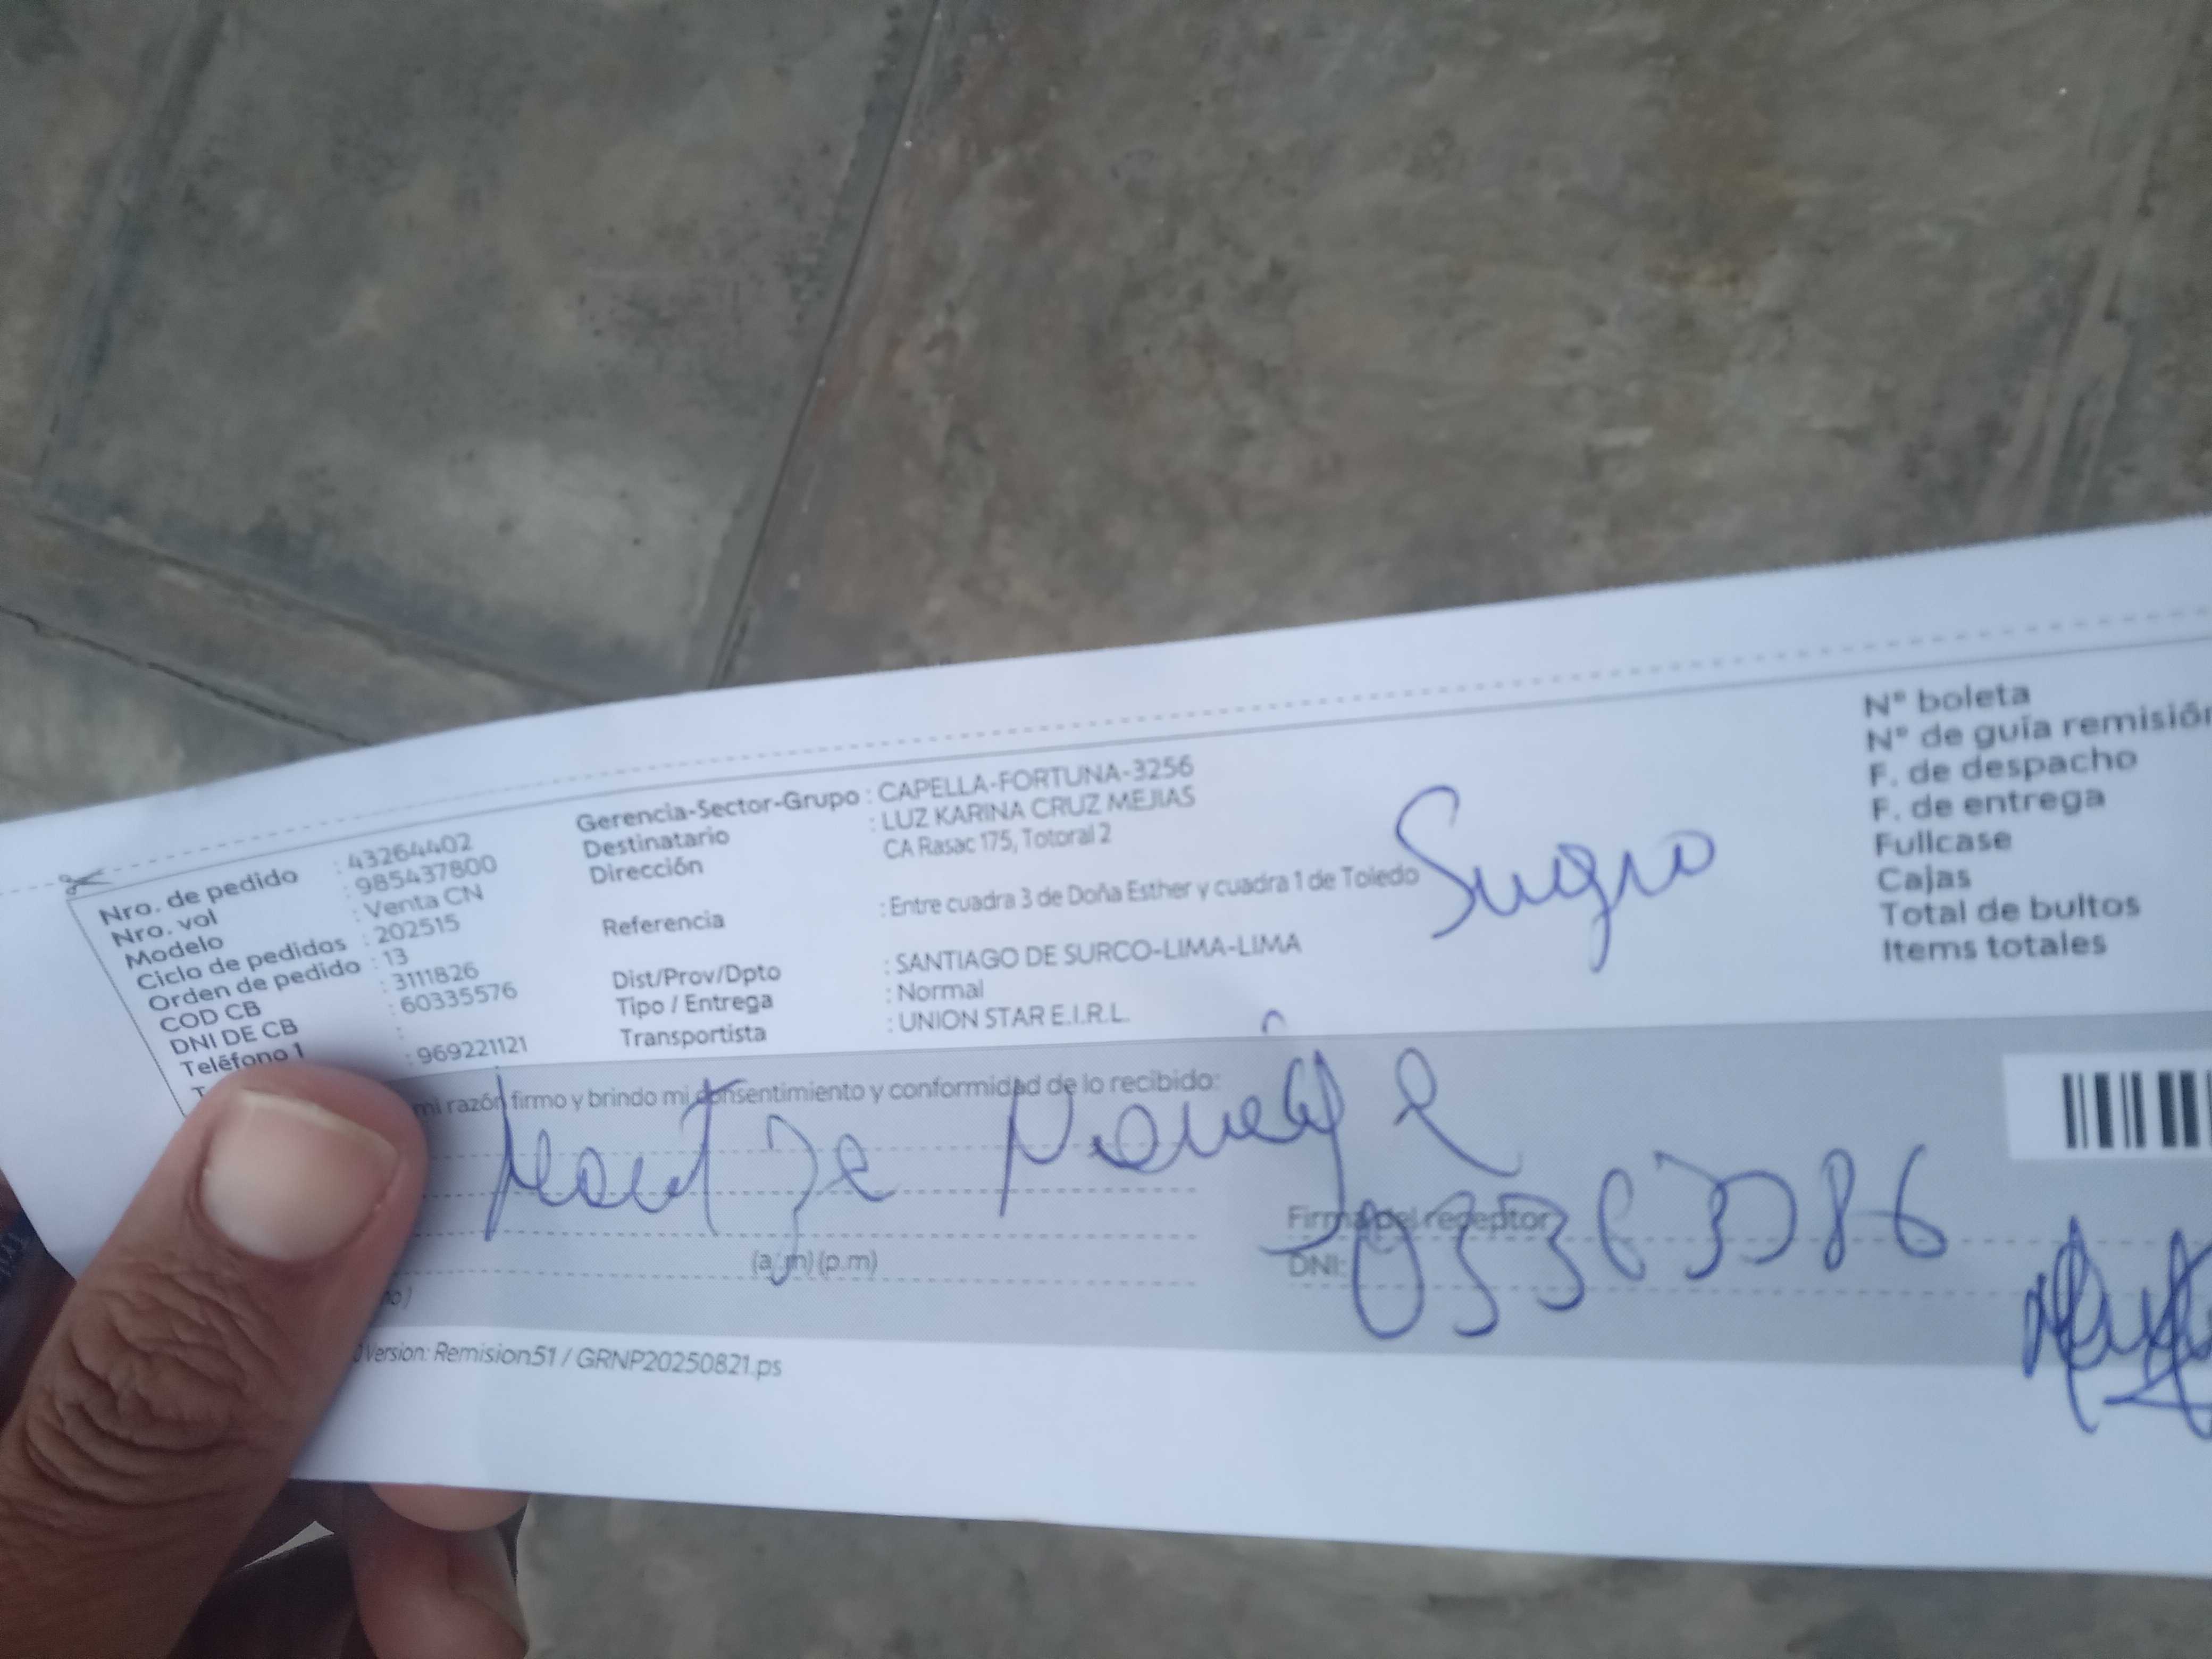 Nro. de pedido : 43264402
Nro. vol : 985437800
Modelo : Venta CN
Ciclo de pedidos : 202515
Orden de pedido : 13
COD CB : 3111826
DNI DE CB : 60335576
Teléfono 1 :
: 969221121
Gerencia-Sector-Grupo : CAPELLA-FORTUNA-3256
Destinatario : LUZ KARINA CRUZ MEJIAS
Dirección CA Rasac 175, Totoral 2
Referencia : Entre cuadra 3 de Doña Esther y cuadra 1 de Toledo
Dist/Prov/Dpto : SANTIAGO DE SURCO-LIMA-LIMA
Tipo / Entrega : Normal
Transportista : UNION STAR E.I.R.L.
N° boleta
N° de guía remisión
F. de despacho
F. de entrega
Fullcase
Cajas
Total de bultos
Items totales
mi razón firmo y brindo mi consentimiento y conformidad de lo recibido:
(a.m) (p.m)
Firma del receptor
DNI:
Version: Remision51 / GRNP20250821.ps